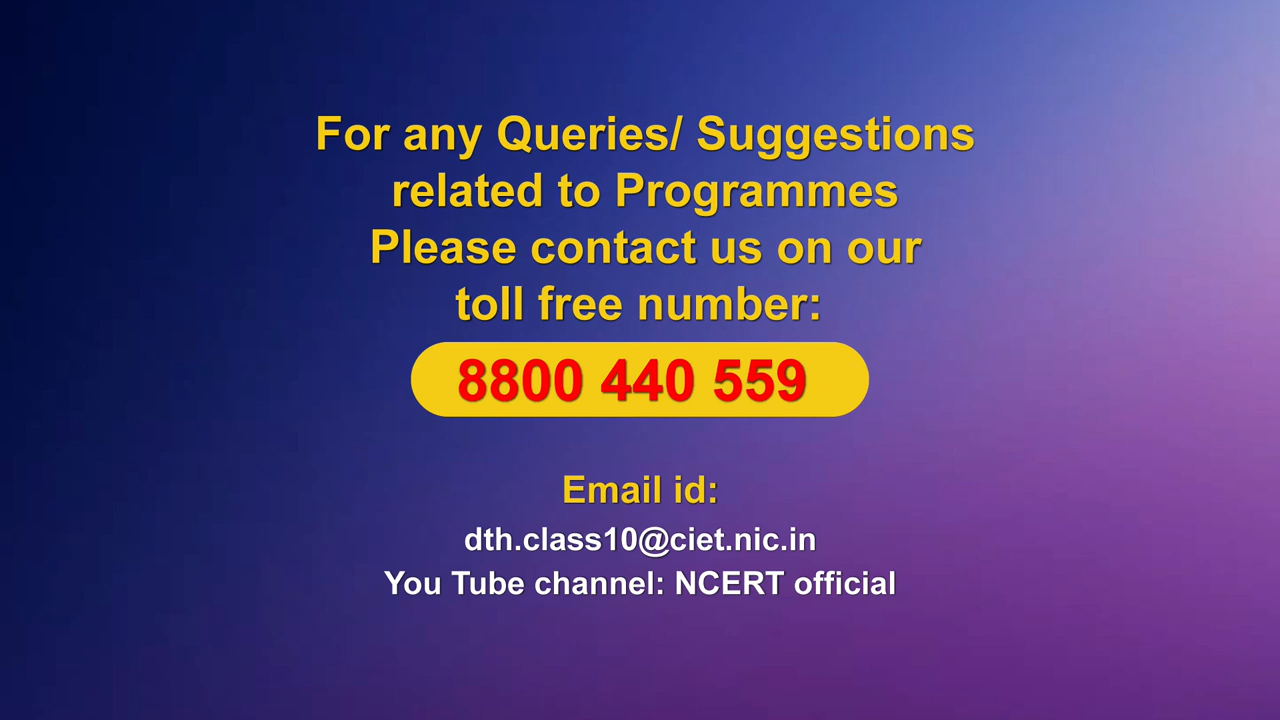 For any Queries/ Suggestions
related to Programmes
Please contact us on our
toll free number:
8800 440 559
Email id:
dth.class10@ciet.nic.in
You Tube channel: NCERT official